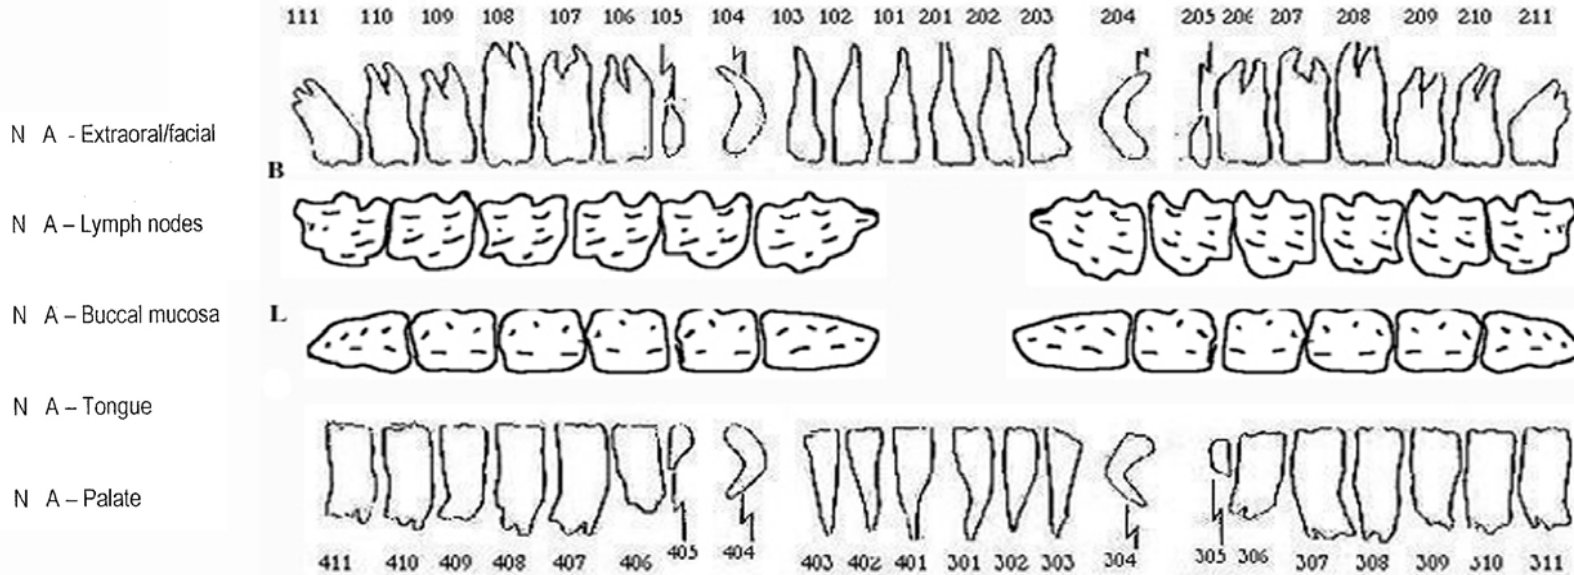 111 110 109 108 107 106 105 104 103 102 101 201 202 203 204 205 206 207 208 209 210 211
N A - Extraoral/facial
B
N A – Lymph nodes
N A – Buccal mucosa
L
N A – Tongue
N A – Palate
411 410 409 408 407 406 405 404 403 402 401 301 302 303 304 305 306 307 308 309 310 311